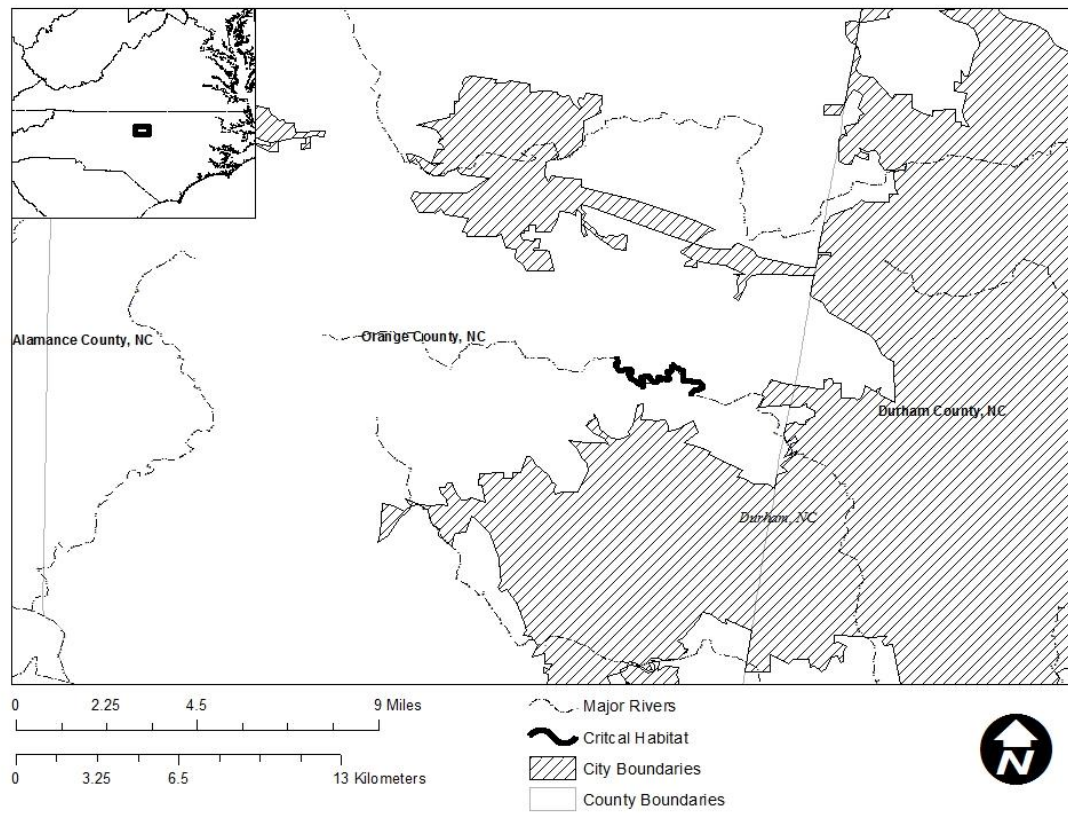 Alamance County, NC
Orange County, NC
Durham County, NC
Durham, NC
0 2.25 4.5 9 Miles
0 3.25 6.5 13 Kilometers
Major Rivers
Critcal Habitat
City Boundaries
County Boundaries
N